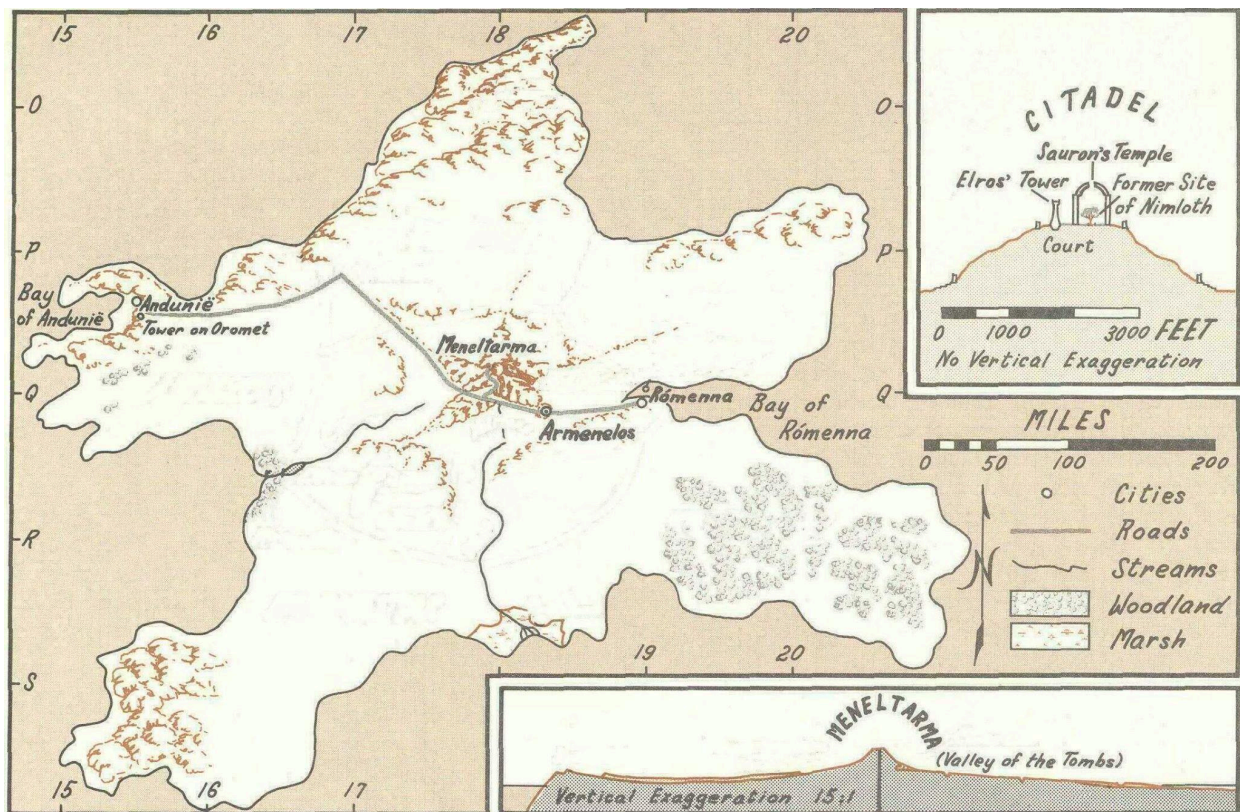 15
16
17
18
20
O
P
Q
R
S
O
P
Q
Bay
of Andunië
Andunië
Tower on Oromet
Meneltarma
Armenelos
Rómenna
Bay of
Rómenna
19
20
18
15
16
17
CITADEL
Sauron's Temple
Elros' Tower
Former Site
of Nimloth
Court
0 1000 3000 FEET
No Vertical Exaggeration
MILES
0 50 100 200
Cities
Roads
N
Streams
Woodland
Marsh
MENELTARMA
(Valley of the Tombs)
Vertical Exaggeration 15:1